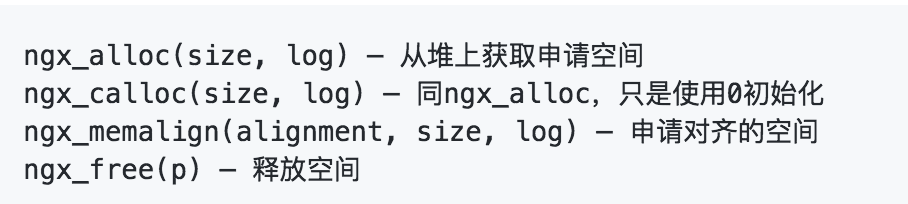 ngx_alloc(size, log) — 从堆上获取申请空间
ngx_calloc(size, log) — 同ngx_alloc，只是使用0初始化
ngx_memalign(alignment, size, log) — 申请对齐的空间
ngx_free(p) — 释放空间